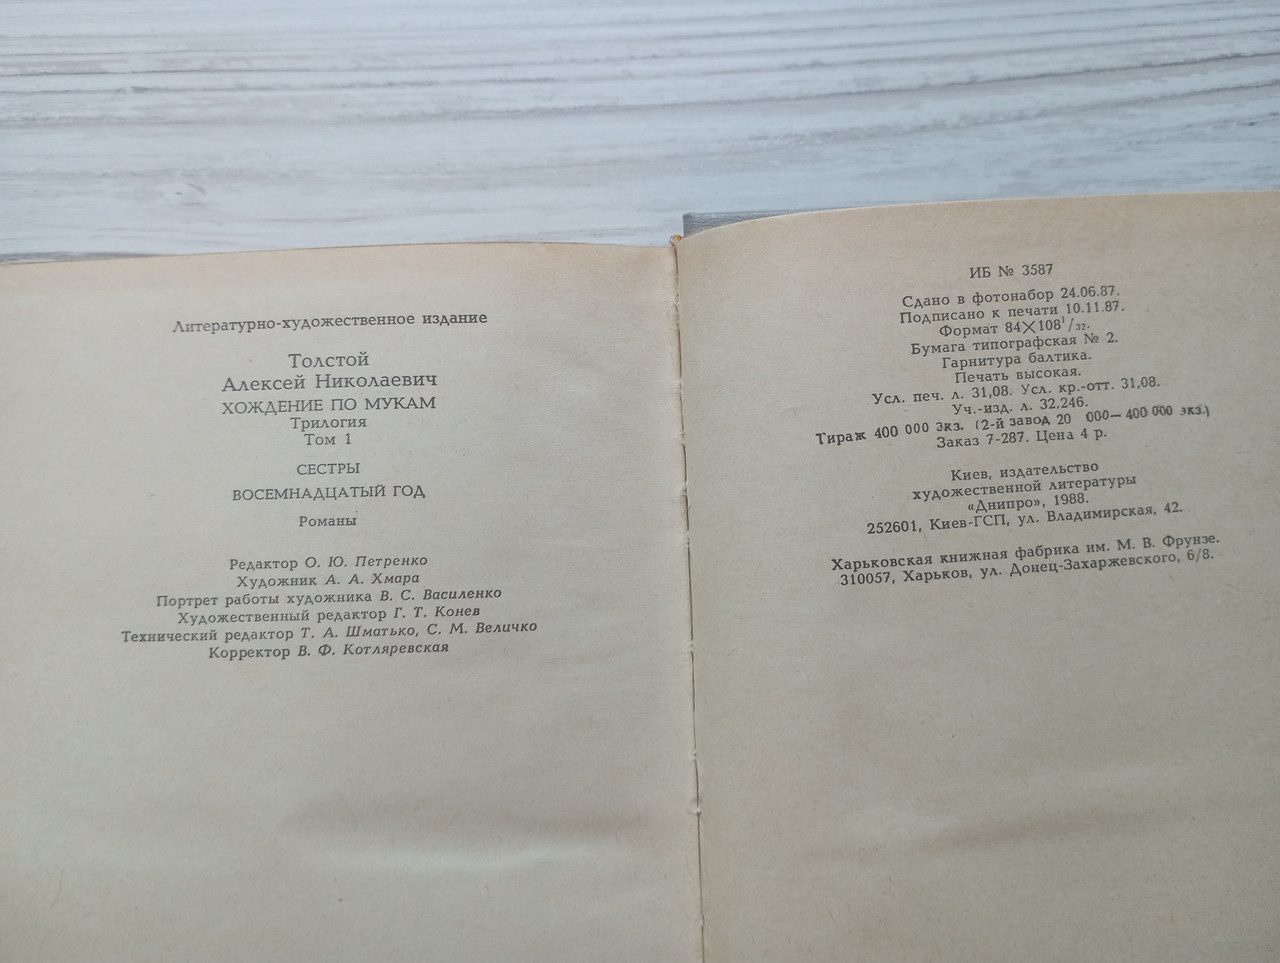 Литературно-художественное издание
Толстой
Алексей Николаевич
ХОЖДЕНИЕ ПО МУКАМ
Трилогия
Том 1
СЕСТРЫ
ВОСЕМНАДЦАТЫЙ ГОД
Романы
Редактор О. Ю. Петренко
Художник А. А. Хмара
Портрет работы художника В. С. Василенко
Художественный редактор Г. Т. Конев
Технический редактор Т. А. Шматько, С. М. Величко
Корректор В. Ф. Котляревская
ИБ № 3587
Сдано в фотонабор 24.06.87.
Подписано к печати 10.11.87.
Формат 84×108¹/₃₂.
Бумага типографская № 2.
Гарнитура балтика.
Печать высокая.
Усл. печ. л. 31,08. Усл. кр.-отт. 31,08.
Уч.-изд. л. 32,246.
Тираж 400 000 экз. (2-й завод 20 000—400 000 экз.)
Заказ 7-287. Цена 4 р.
Киев, издательство
художественной литературы
«Днипро», 1988.
252601, Киев-ГСП, ул. Владимирская, 42.
Харьковская книжная фабрика им. М. В. Фрунзе.
310057, Харьков, ул. Донец-Захаржевского, 6/8.